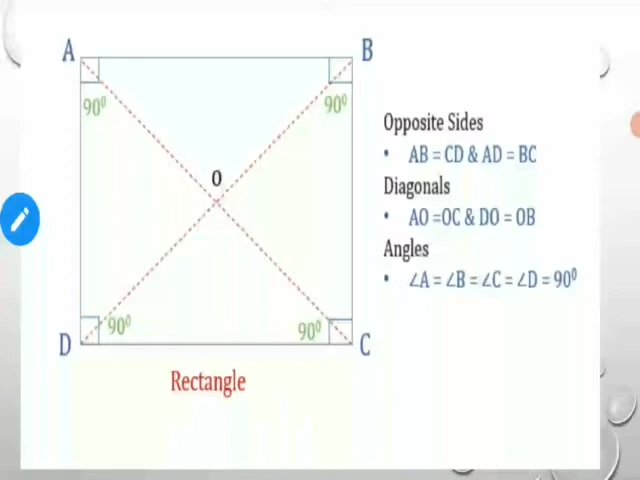 A B
90⁰ 90⁰
O
D 90⁰ 90⁰ C
Rectangle
Opposite Sides
• AB = CD & AD = BC
Diagonals
• AO =OC & DO = OB
Angles
• ∠A = ∠B = ∠C = ∠D = 90⁰